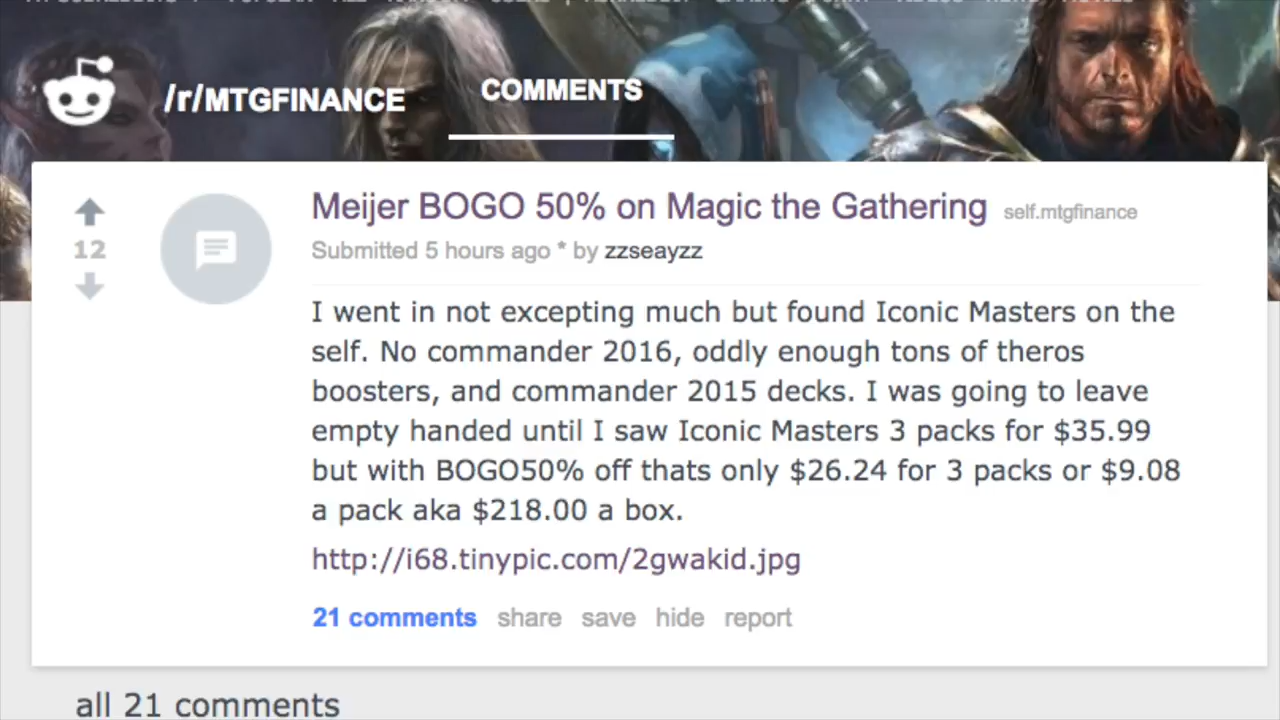 /r/MTGFINANCE
COMMENTS
Meijer BOGO 50% on Magic the Gathering self.mtgfinance
12
Submitted 5 hours ago * by zzseayzz
I went in not excepting much but found Iconic Masters on the
self. No commander 2016, oddly enough tons of theros
boosters, and commander 2015 decks. I was going to leave
empty handed until I saw Iconic Masters 3 packs for $35.99
but with BOGO50% off thats only $26.24 for 3 packs or $9.08
a pack aka $218.00 a box.
http://i68.tinypic.com/2gwakid.jpg
21 comments share save hide report
all 21 comments